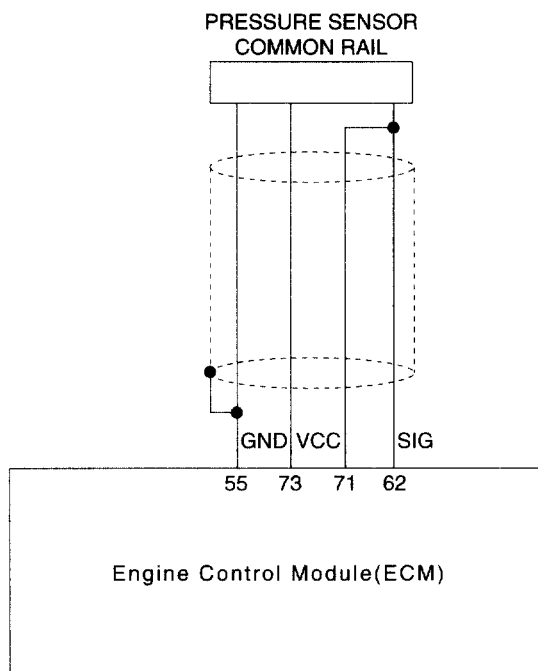 PRESSURE SENSOR
COMMON RAIL
GND VCC SIG
55 73 71 62
Engine Control Module(ECM)